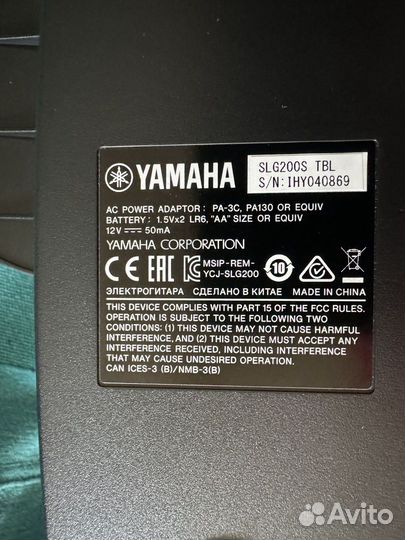 YAMAHA
SLG200S TBL
S/N: IHY040869
AC POWER ADAPTOR : PA-3C, PA130 OR EQUIV
BATTERY : 1.5Vx2 LR6, "AA" SIZE OR EQUIV
12V ⎓ 50mA
YAMAHA CORPORATION
CE EAC MSIP-REM-
YCJ-SLG200
10
ЭЛЕКТРОГИТАРА СДЕЛАНО В КИТАЕ MADE IN CHINA
THIS DEVICE COMPLIES WITH PART 15 OF THE FCC RULES.
OPERATION IS SUBJECT TO THE FOLLOWING TWO
CONDITIONS: (1) THIS DEVICE MAY NOT CAUSE HARMFUL
INTERFERENCE, AND (2) THIS DEVICE MUST ACCEPT ANY
INTERFERENCE RECEIVED, INCLUDING INTERFERENCE
THAT MAY CAUSE UNDESIRED OPERATION.
CAN ICES-3 (B)/NMB-3(B)
Avito